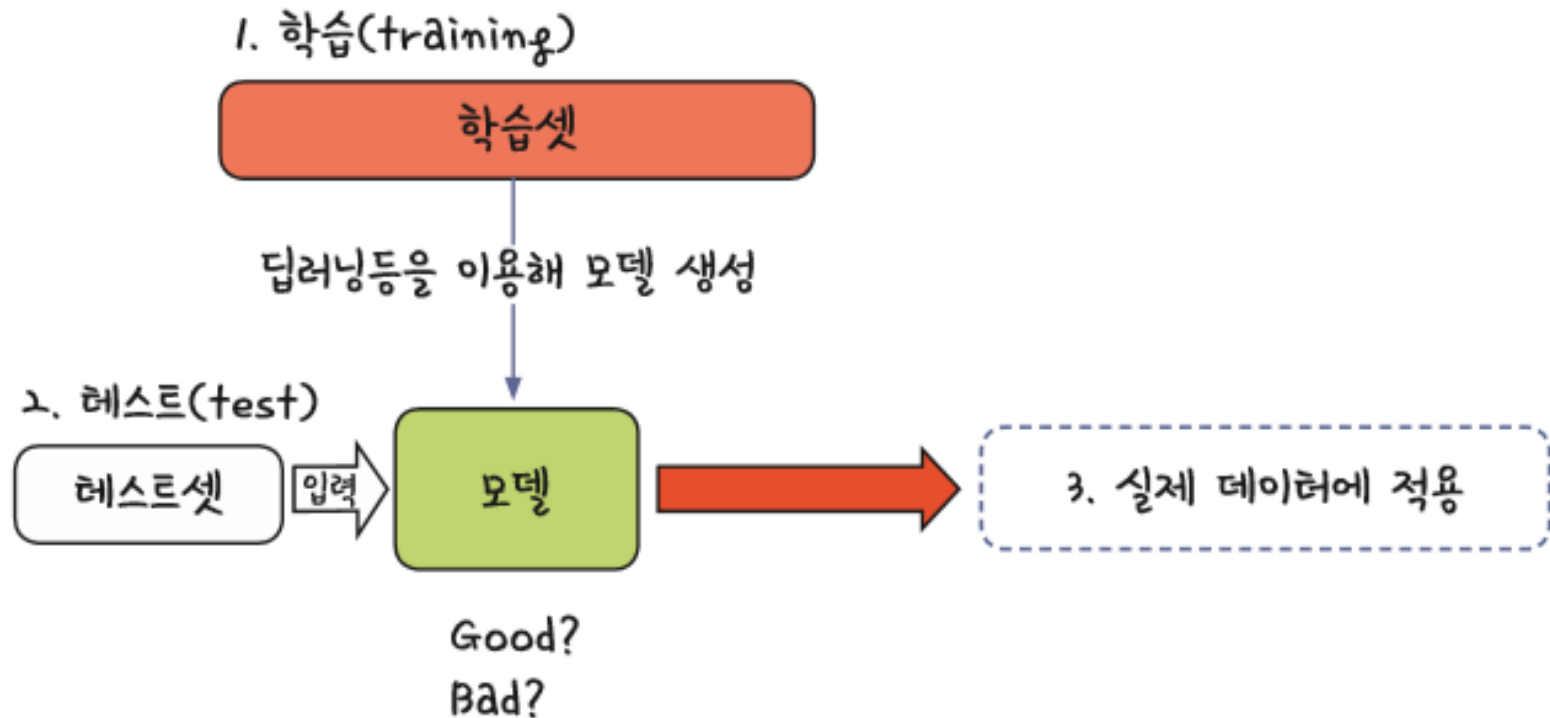 1. 학습(training)
학습셋
딥러닝등을 이용해 모델 생성
2. 테스트(test)
테스트셋
입력
모델
3. 실제 데이터에 적용
Good?
Bad?